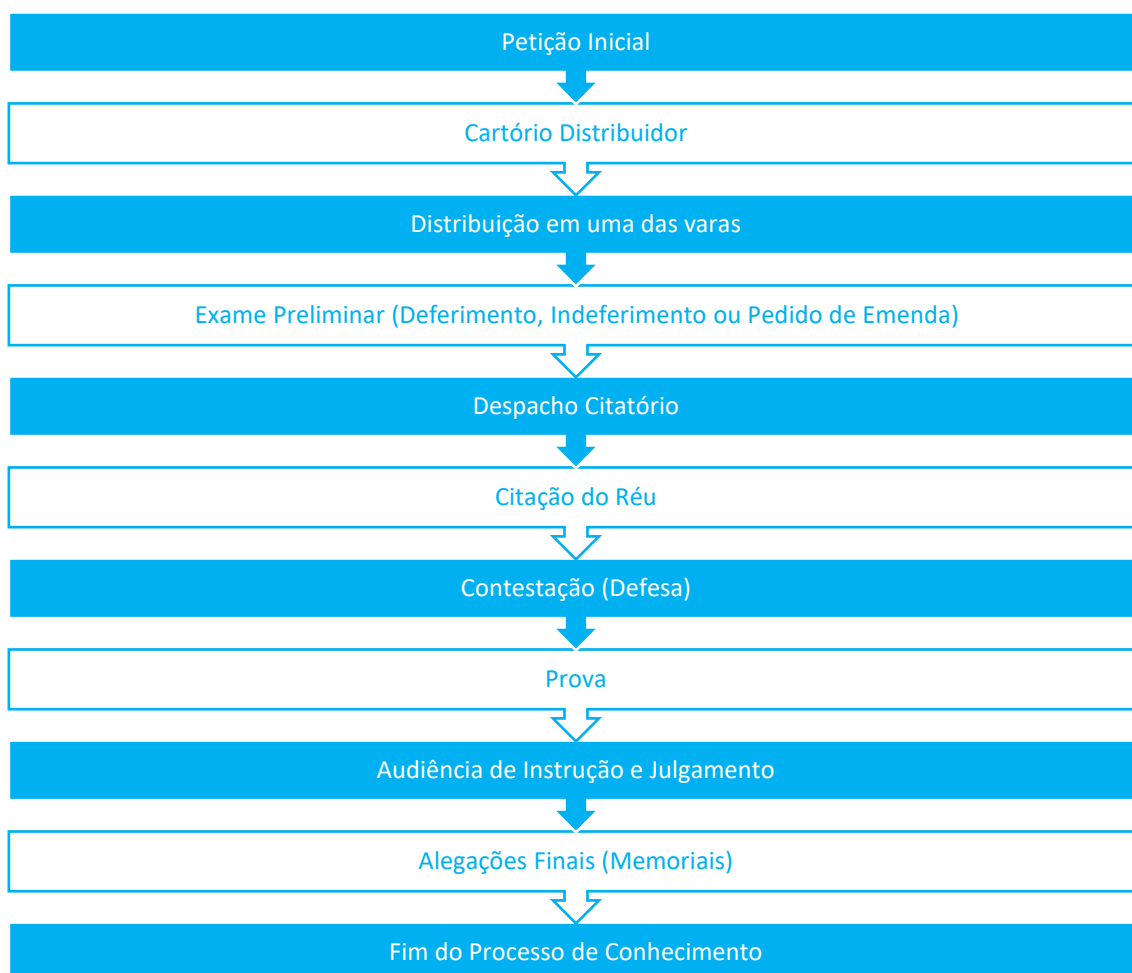 Petição Inicial
Cartório Distribuidor
Distribuição em uma das varas
Exame Preliminar (Deferimento, Indeferimento ou Pedido de Emenda)
Despacho Citatório
Citação do Réu
Contestação (Defesa)
Prova
Audiência de Instrução e Julgamento
Alegações Finais (Memoriais)
Fim do Processo de Conhecimento